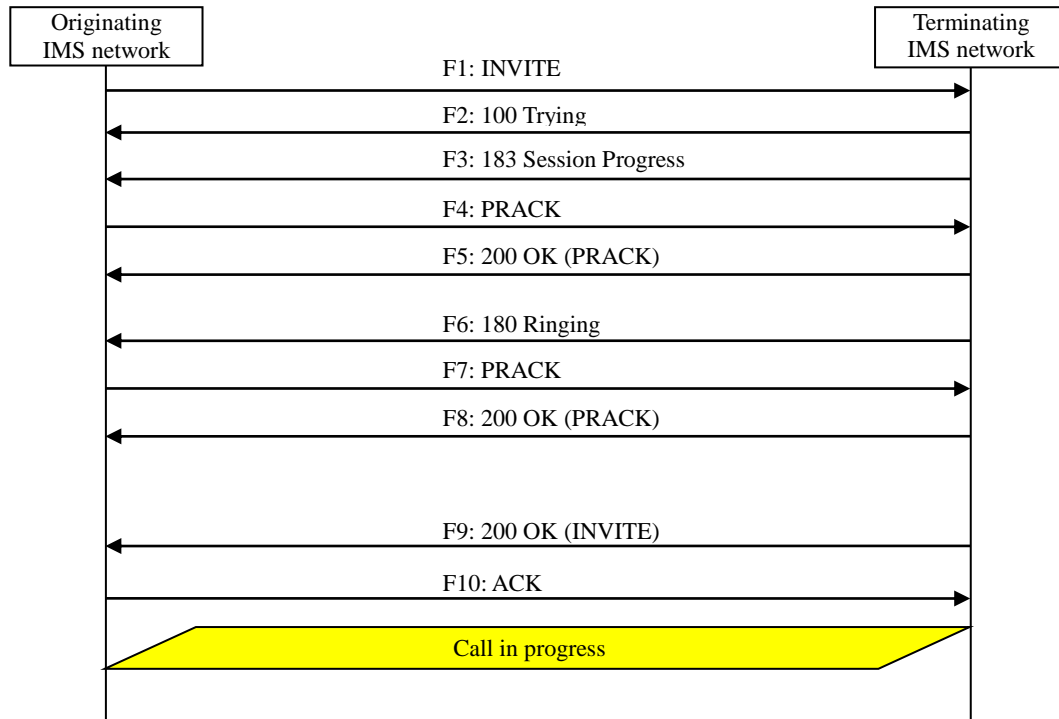 Originating
IMS network
Terminating
IMS network
F1: INVITE
F2: 100 Trying
F3: 183 Session Progress
F4: PRACK
F5: 200 OK (PRACK)
F6: 180 Ringing
F7: PRACK
F8: 200 OK (PRACK)
F9: 200 OK (INVITE)
F10: ACK
Call in progress